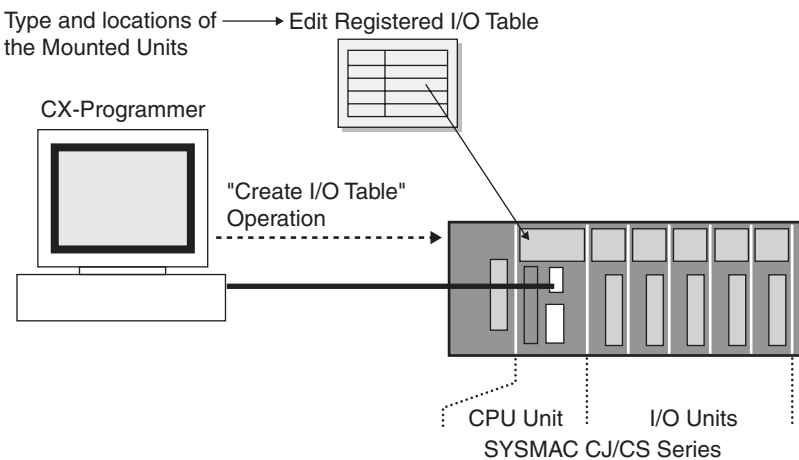 Type and locations of
the Mounted Units
Edit Registered I/O Table
CX-Programmer
"Create I/O Table"
Operation
CPU Unit
I/O Units
SYSMAC CJ/CS Series